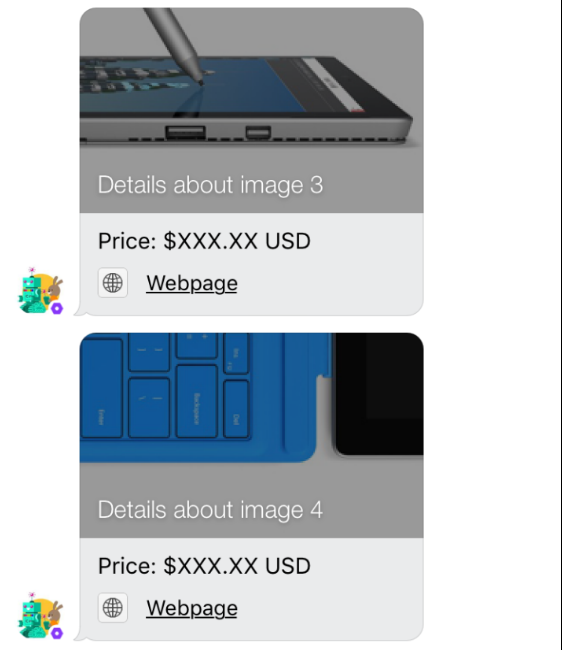 Details about image 3
Price: $XXX.XX USD
Webpage
Enter
Backspace
Del
Details about image 4
Price: $XXX.XX USD
Webpage